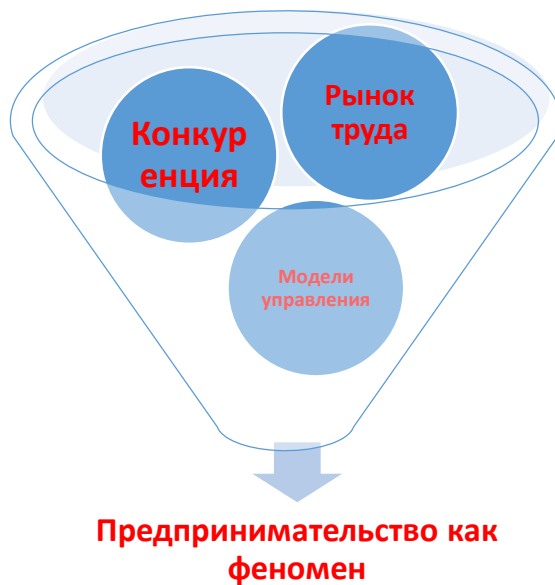 Рынок
труда
Конкур
енция
Модели
управления
Предпринимательство как
феномен